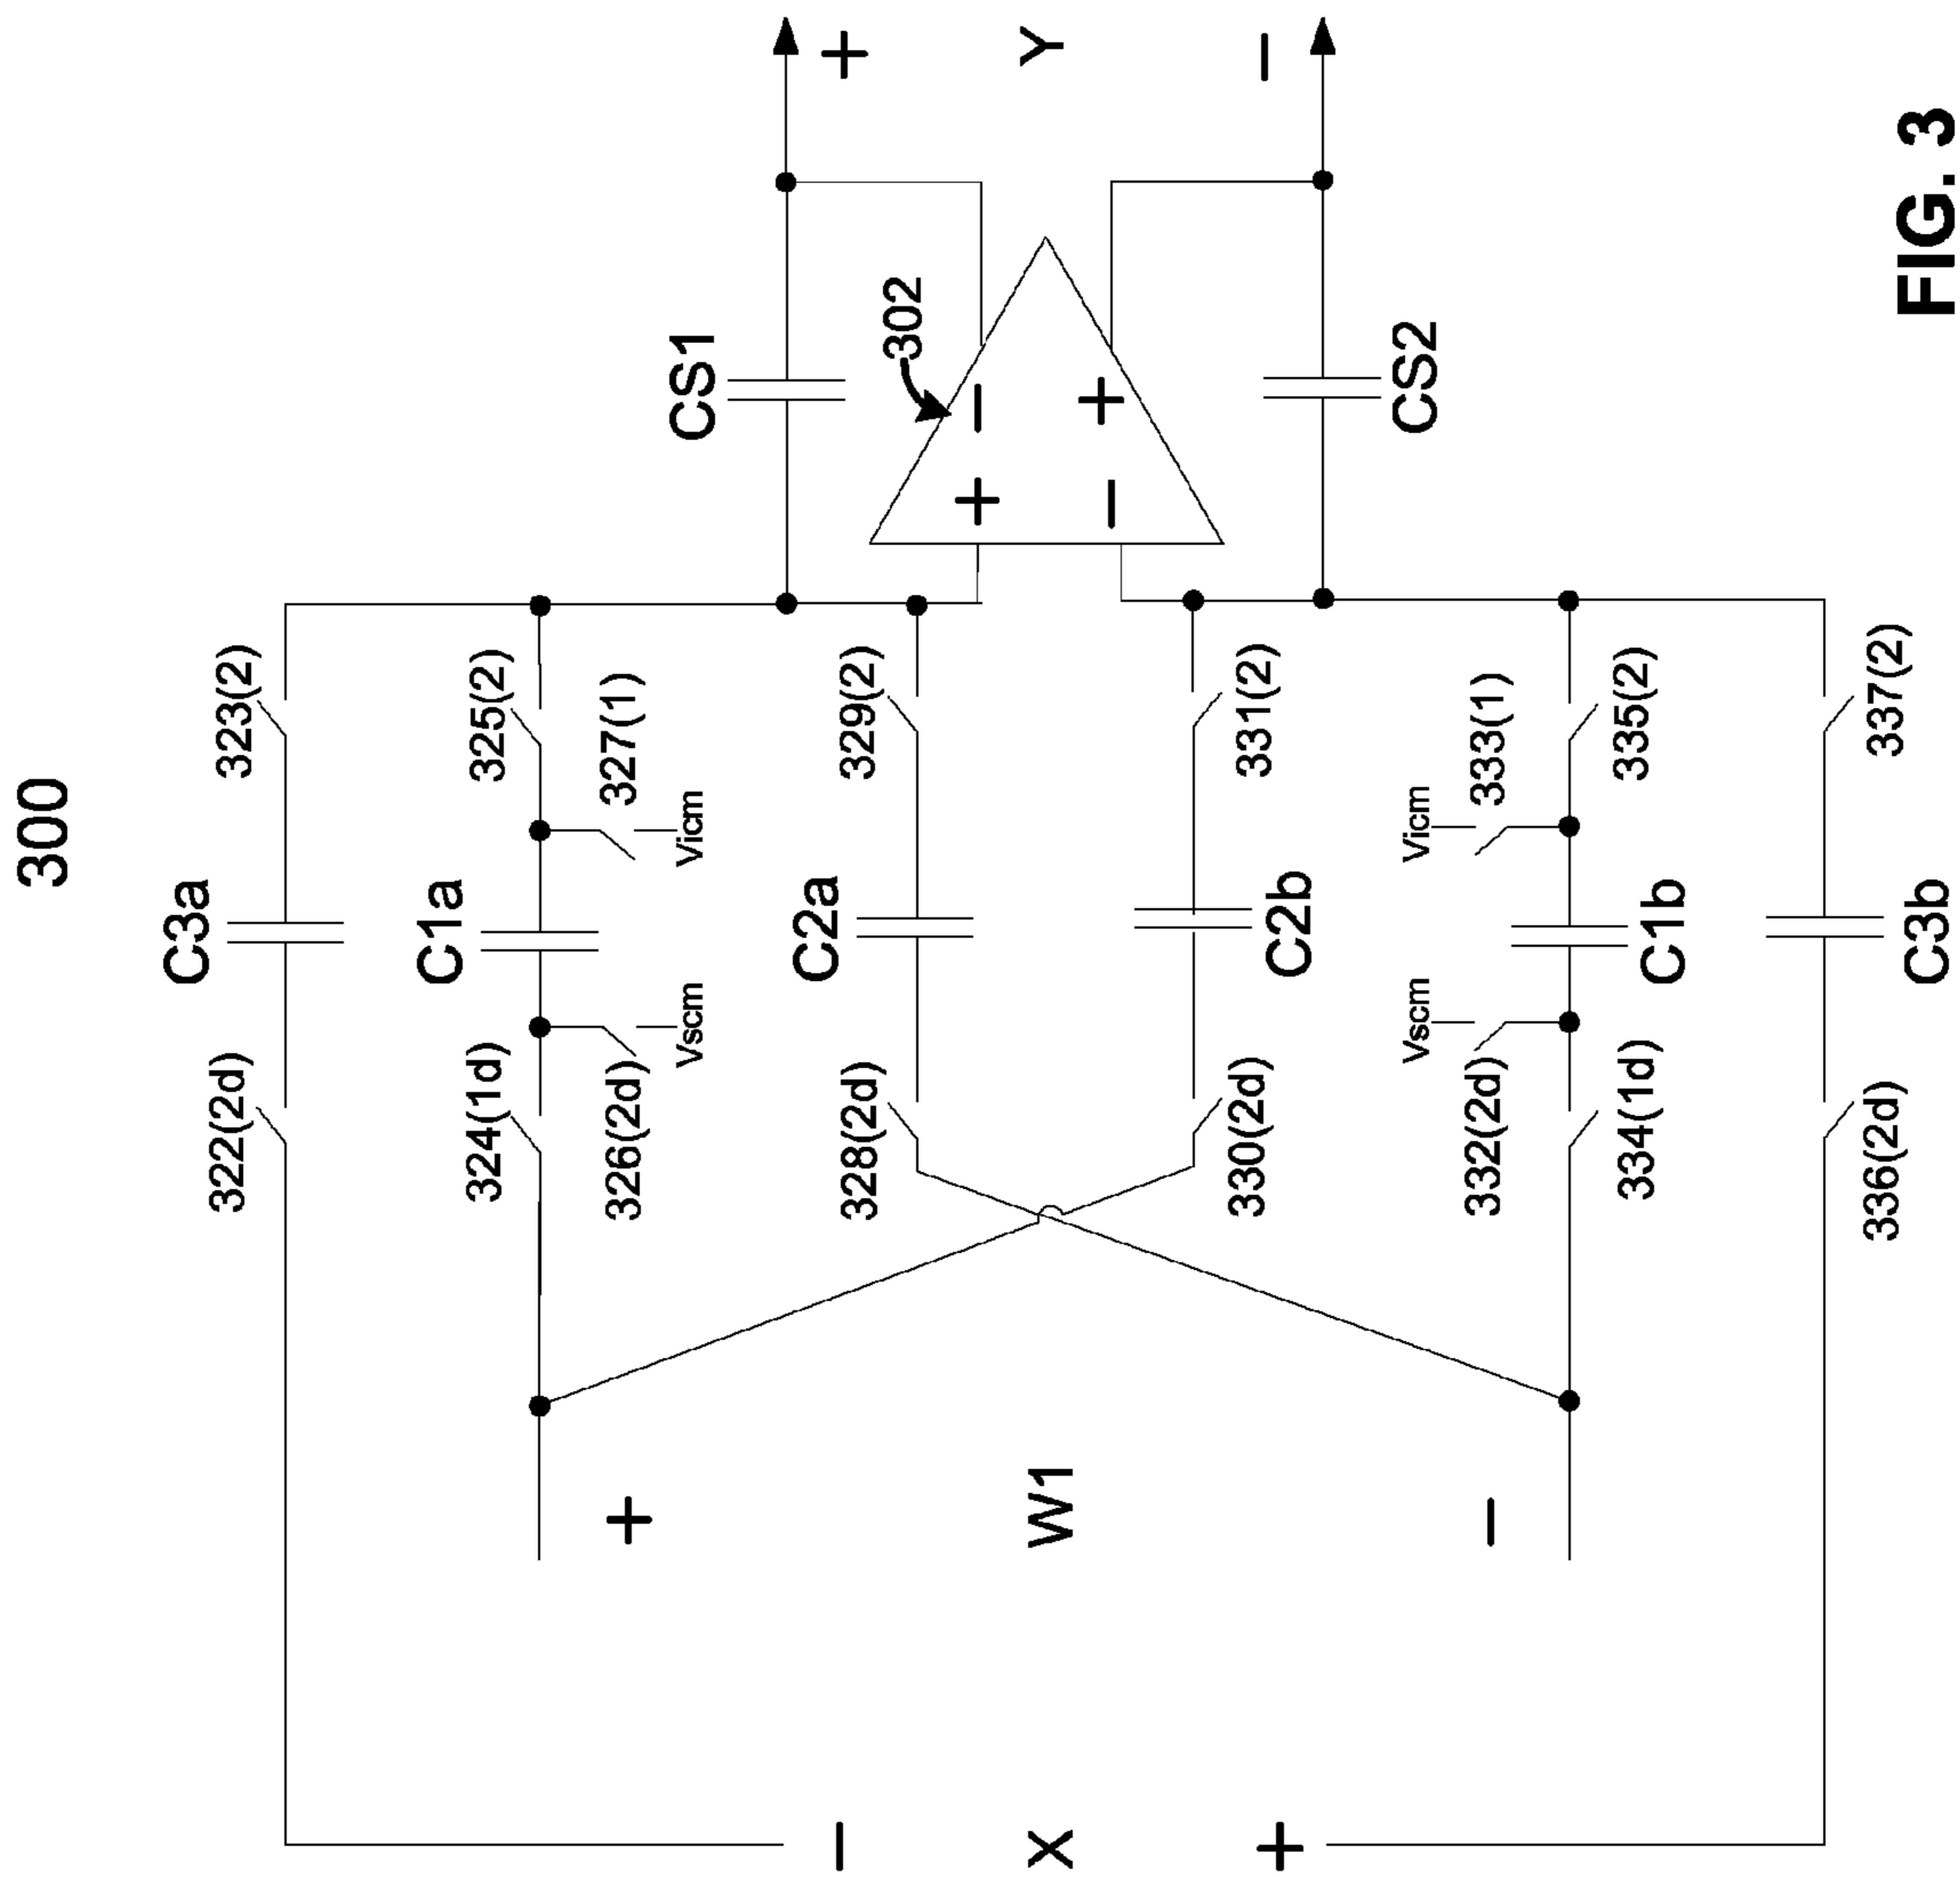 300
C3a
322(2d)
323(2)
C1a
324(1d)
325(2)
326(2d)
Vscm
Vicm
327(1)
CS1
+
C2a
328(2d)
329(2)
302
−
X
+
+
W1
−
+
−
−
+
Y
−
C2b
330(2d)
331(2)
CS2
Vscm
Vicm
332(2d)
333(1)
C1b
334(1d)
335(2)
C3b
336(2d)
337(2)
FIG. 3